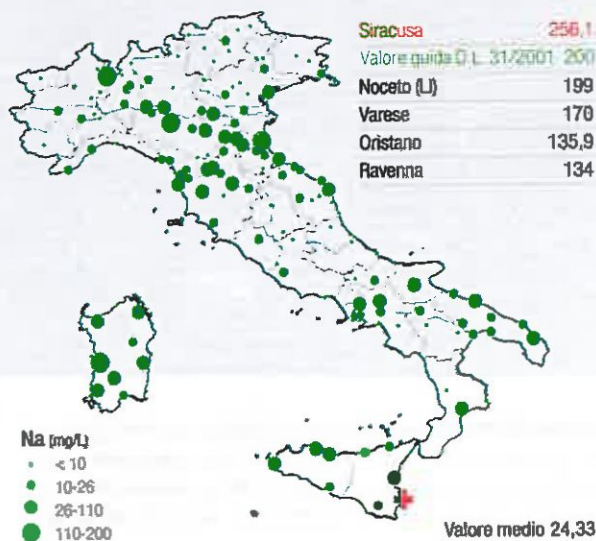 Siracusa 256,1
Valore guida D.L. 31/2001 200
Noceto (LI) 199
Varese 170
Oristano 135,9
Ravenna 134
Na (mg/L)
< 10
10-26
26-110
110-200
Valore medio 24,33